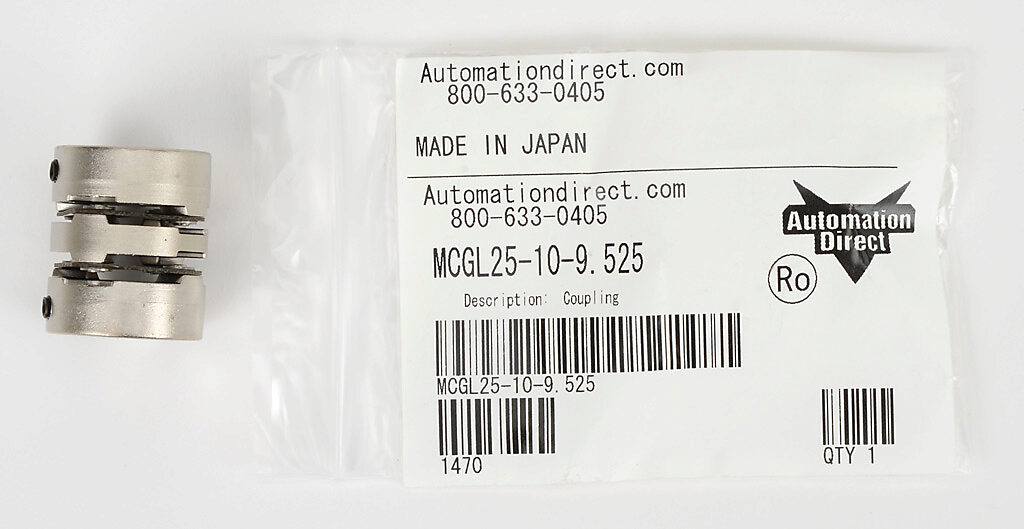 Automationdirect.com
800-633-0405
MADE IN JAPAN
Automationdirect.com
800-633-0405
MCGL25-10-9.525
Description: Coupling
Automation
Direct
Ro
MCGL25-10-9.525
1470
QTY 1